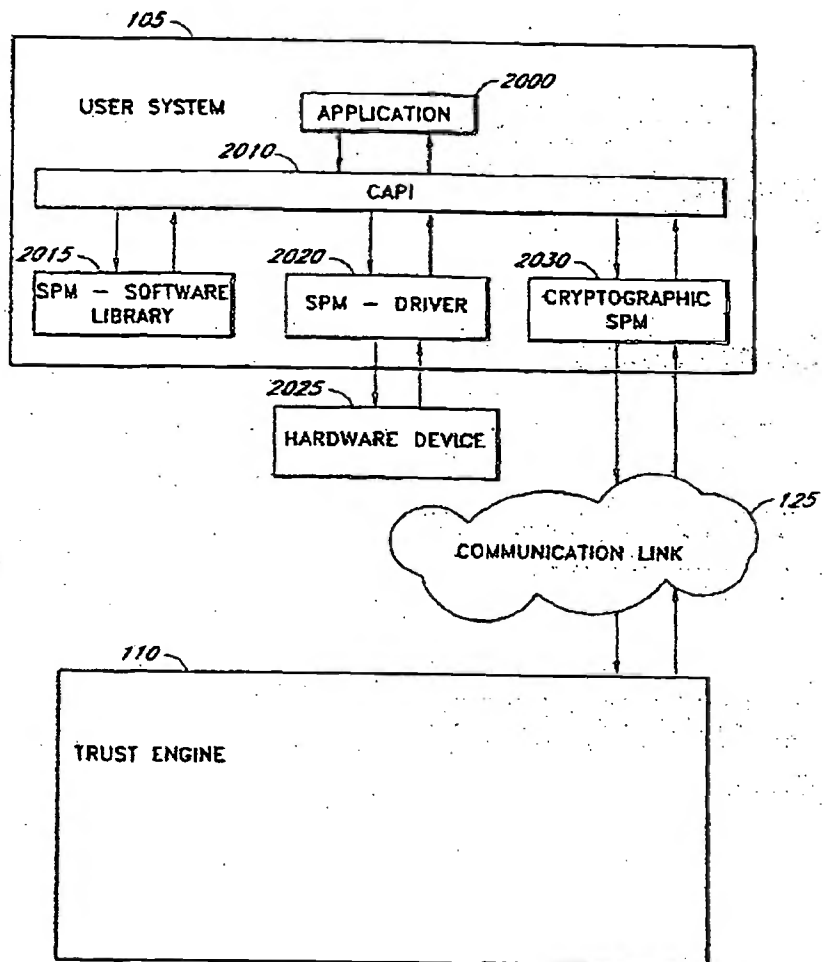 105
2000
USER SYSTEM
APPLICATION
2010
CAPI
2015
2020
2030
SPM – SOFTWARE
LIBRARY
SPM – DRIVER
CRYPTOGRAPHIC
SPM
2025
HARDWARE DEVICE
125
COMMUNICATION LINK
110
TRUST ENGINE